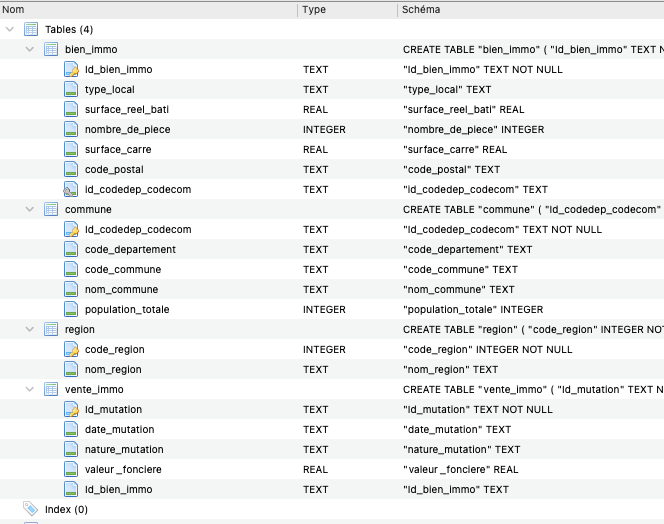 Nom Type Schéma
Tables (4)
bien_immo CREATE TABLE "bien_immo" ( "Id_bien_immo" TEXT N
Id_bien_immo TEXT "Id_bien_immo" TEXT NOT NULL
type_local TEXT "type_local" TEXT
surface_reel_bati REAL "surface_reel_bati" REAL
nombre_de_piece INTEGER "nombre_de_piece" INTEGER
surface_carre REAL "surface_carre" REAL
code_postal TEXT "code_postal" TEXT
Id_codedep_codecom TEXT "Id_codedep_codecom" TEXT
commune CREATE TABLE "commune" ( "Id_codedep_codecom"
Id_codedep_codecom TEXT "Id_codedep_codecom" TEXT NOT NULL
code_departement TEXT "code_departement" TEXT
code_commune TEXT "code_commune" TEXT
nom_commune TEXT "nom_commune" TEXT
population_totale INTEGER "population_totale" INTEGER
region CREATE TABLE "region" ( "code_region" INTEGER NOT
code_region INTEGER "code_region" INTEGER NOT NULL
nom_region TEXT "nom_region" TEXT
vente_immo CREATE TABLE "vente_immo" ( "Id_mutation" TEXT N
Id_mutation TEXT "Id_mutation" TEXT NOT NULL
date_mutation TEXT "date_mutation" TEXT
nature_mutation TEXT "nature_mutation" TEXT
valeur _fonciere REAL "valeur _fonciere" REAL
Id_bien_immo TEXT "Id_bien_immo" TEXT
Index (0)